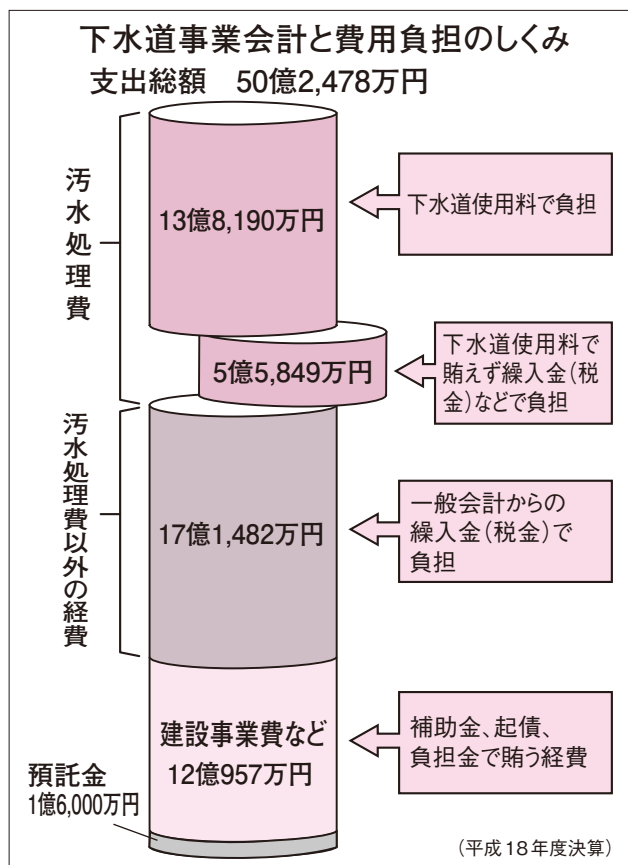 下水道事業会計と費用負担のしくみ
支出総額　50億2,478万円
汚水処理費
13億8,190万円
下水道使用料で負担
5億5,849万円
下水道使用料で
賄えず繰入金（税
金）などで負担
汚水処理費以外の経費
17億1,482万円
一般会計からの
繰入金（税金）で
負担
建設事業費など
12億957万円
補助金、起債、
負担金で賄う経費
預託金
1億6,000万円
（平成18年度決算）